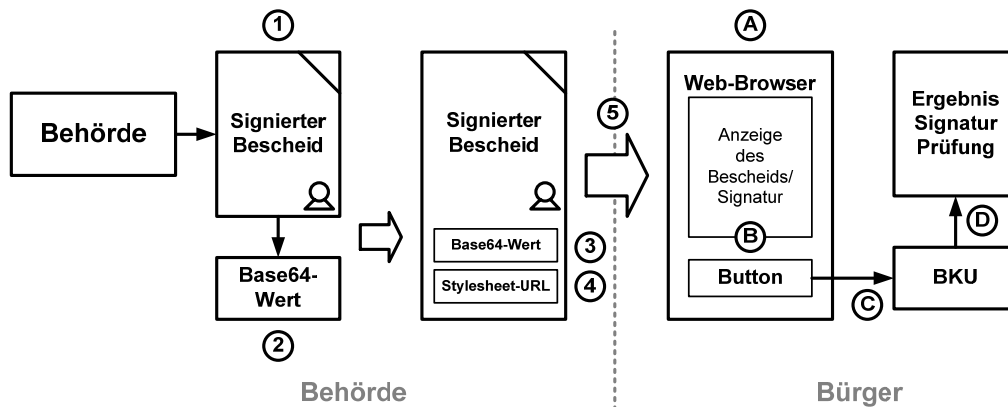 1
Behörde
Signierter
Bescheid
Base64-
Wert
2
Signierter
Bescheid
Base64-Wert
3
Stylesheet-URL
4
5
A
Web-Browser
Anzeige
des
Bescheids/
Signatur
B
Button
C
BKU
D
Ergebnis
Signatur
Prüfung
Behörde
Bürger